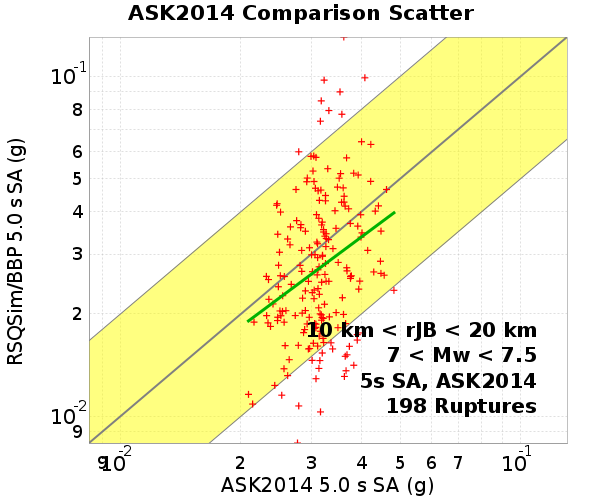 ASK2014 Comparison Scatter
RSQSim/BBP 5.0 s SA (g)
10⁻¹
8
6
5
4
3
2
10⁻²
9
10 km < rJB < 20 km
7 < Mw < 7.5
5s SA, ASK2014
198 Ruptures
9 10⁻² 2 3 4 5 6 7 8 10⁻¹
ASK2014 5.0 s SA (g)